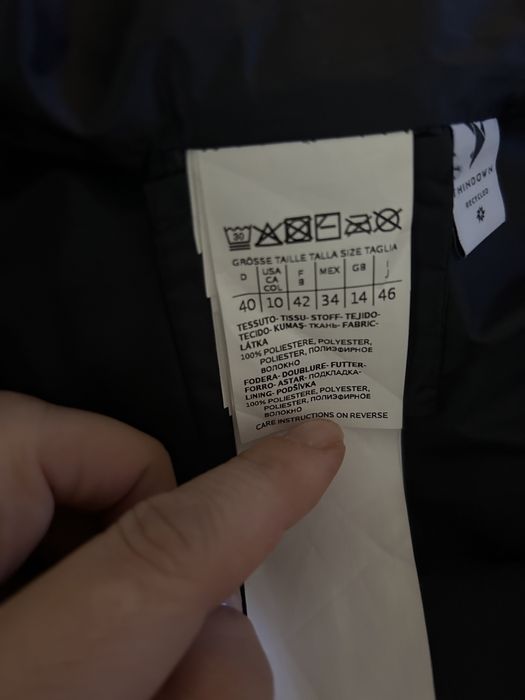 30
GRÖSSE TAILLE TALLA SIZE TAGLIA
D USA CA COL F B MEX GB I J
40 10 42 34 14 46
TESSUTO- TISSU- STOFF- TEJIDO-
TECIDO- KUMAŞ- ТКАНЬ- FABRIC-
LÁTKA
100% POLIESTERE, POLYESTER,
POLIESTER, ПОЛИЭФИРНОЕ
ВОЛОКНО
FODERA- DOUBLURE- FUTTER-
FORRO- ASTAR- ПОДКЛАДКА-
LINING- PODŠÍVKA
100% POLIESTERE, POLYESTER,
POLIESTER, ПОЛИЭФИРНОЕ
ВОЛОКНО
CARE INSTRUCTIONS ON REVERSE
THINDOWN
RECYCLED